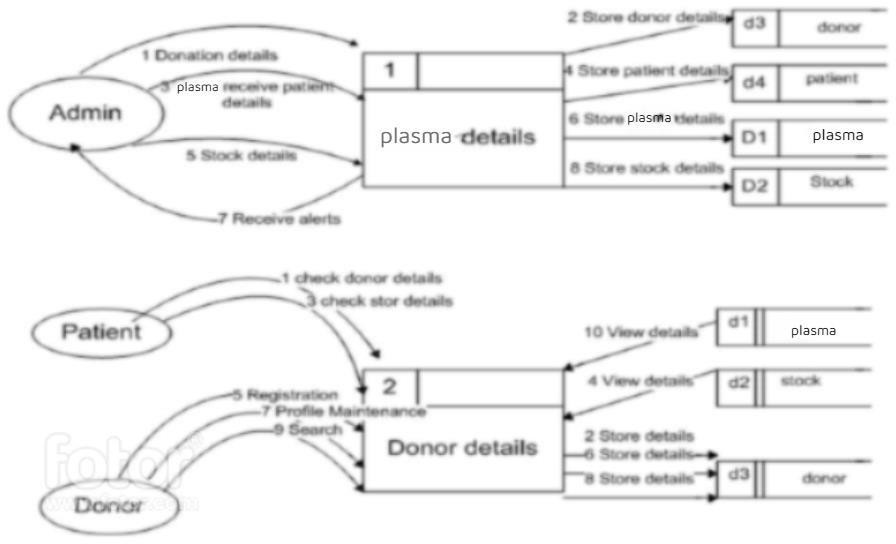 2 Store donor details
d3
donor
1 Donation details
1
3 plasma receive patient
details
4 Store patient details
d4
patient
Admin
plasma details
6 Store plasma details
D1
plasma
5 Stock details
8 Store stock details
D2
Stock
7 Receive alerts
1 check donor details
3 check stor details
Patient
10 View details
d1
plasma
2
4 View details
d2
stock
5 Registration
7 Profile Maintenance
9 Search
Donor details
2 Store details
6 Store details
8 Store details
d3
donor
fotor
Donor